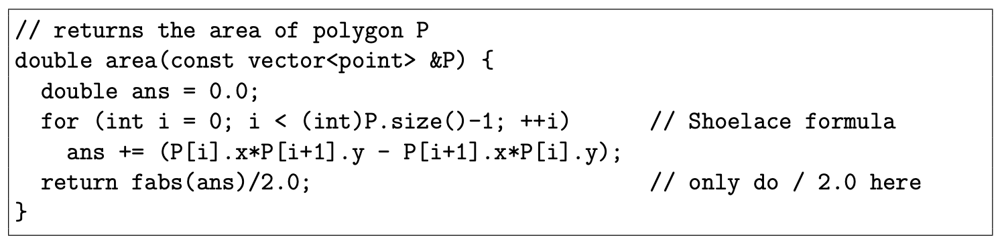 // returns the area of polygon P
double area(const vector<point> &P) {
  double ans = 0.0;
  for (int i = 0; i < (int)P.size()-1; ++i)      // Shoelace formula
    ans += (P[i].x*P[i+1].y - P[i+1].x*P[i].y);
  return fabs(ans)/2.0;                          // only do / 2.0 here
}